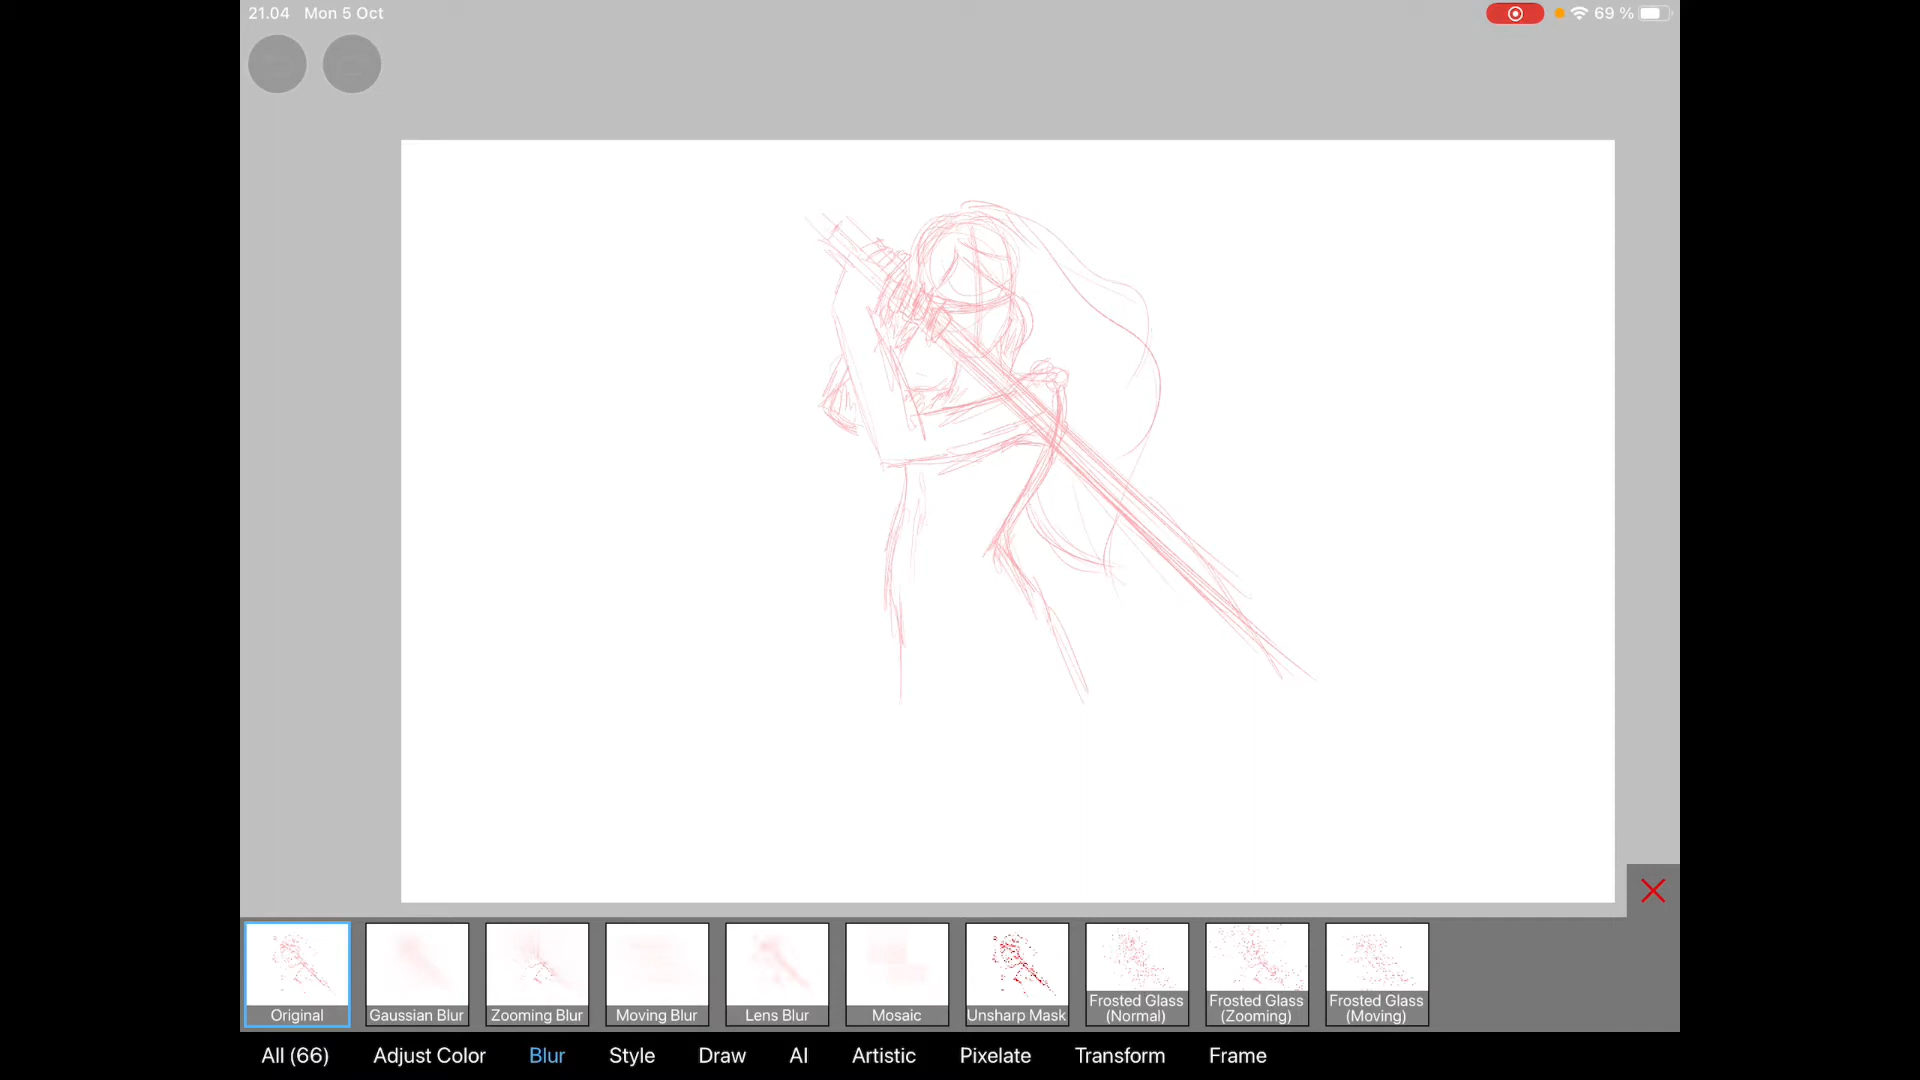 21.04 Mon 5 Oct
69 %
Original
Gaussian Blur
Zooming Blur
Moving Blur
Lens Blur
Mosaic
Unsharp Mask
Frosted Glass
(Normal)
Frosted Glass
(Zooming)
Frosted Glass
(Moving)
All (66)
Adjust Color
Blur
Style
Draw
AI
Artistic
Pixelate
Transform
Frame